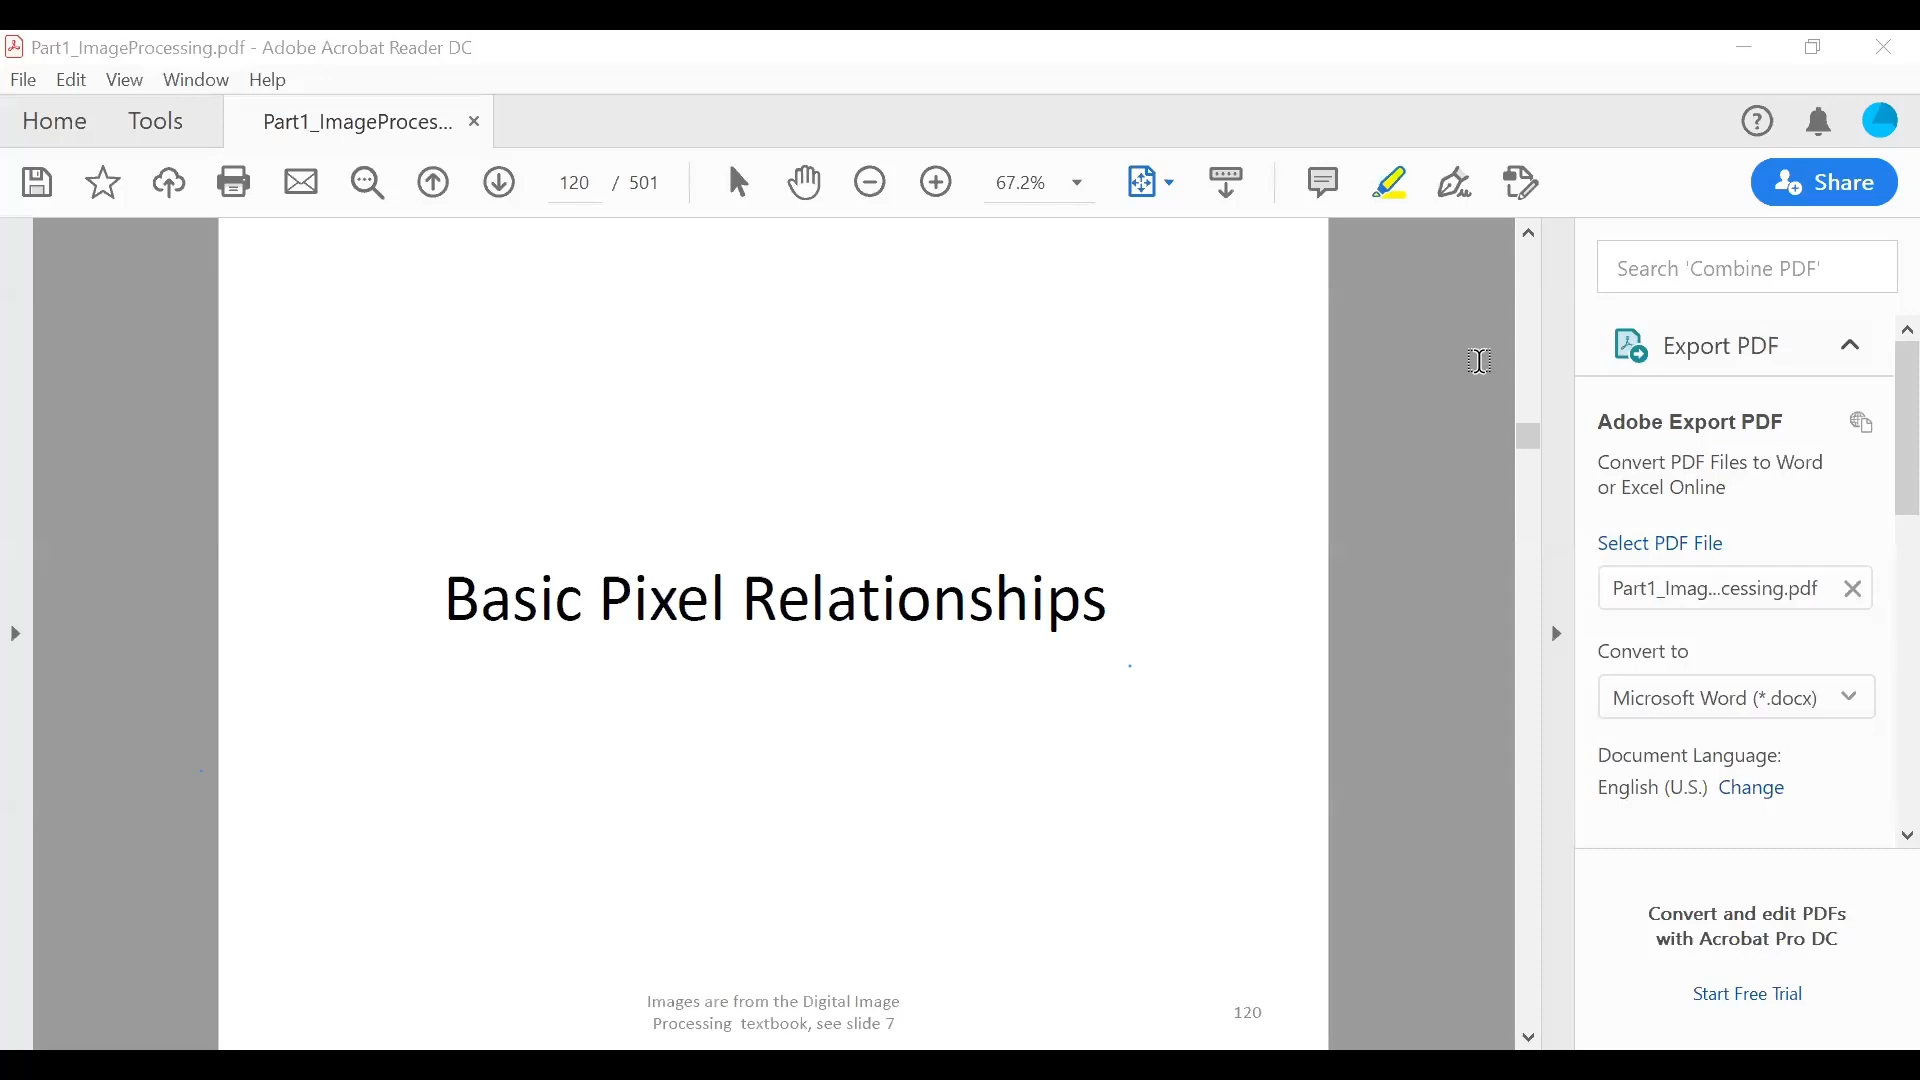 Part1_ImageProcessing.pdf - Adobe Acrobat Reader DC
File Edit View Window Help
Home Tools Part1_ImageProces... ×
120 / 501 67.2% Share
Search 'Combine PDF'
Export PDF
Adobe Export PDF
Convert PDF Files to Word
or Excel Online
Select PDF File
Part1_Imag...cessing.pdf
Convert to
Microsoft Word (*.docx)
Document Language:
English (U.S.) Change
Convert and edit PDFs
with Acrobat Pro DC
Start Free Trial
Basic Pixel Relationships
Images are from the Digital Image
Processing textbook, see slide 7
120